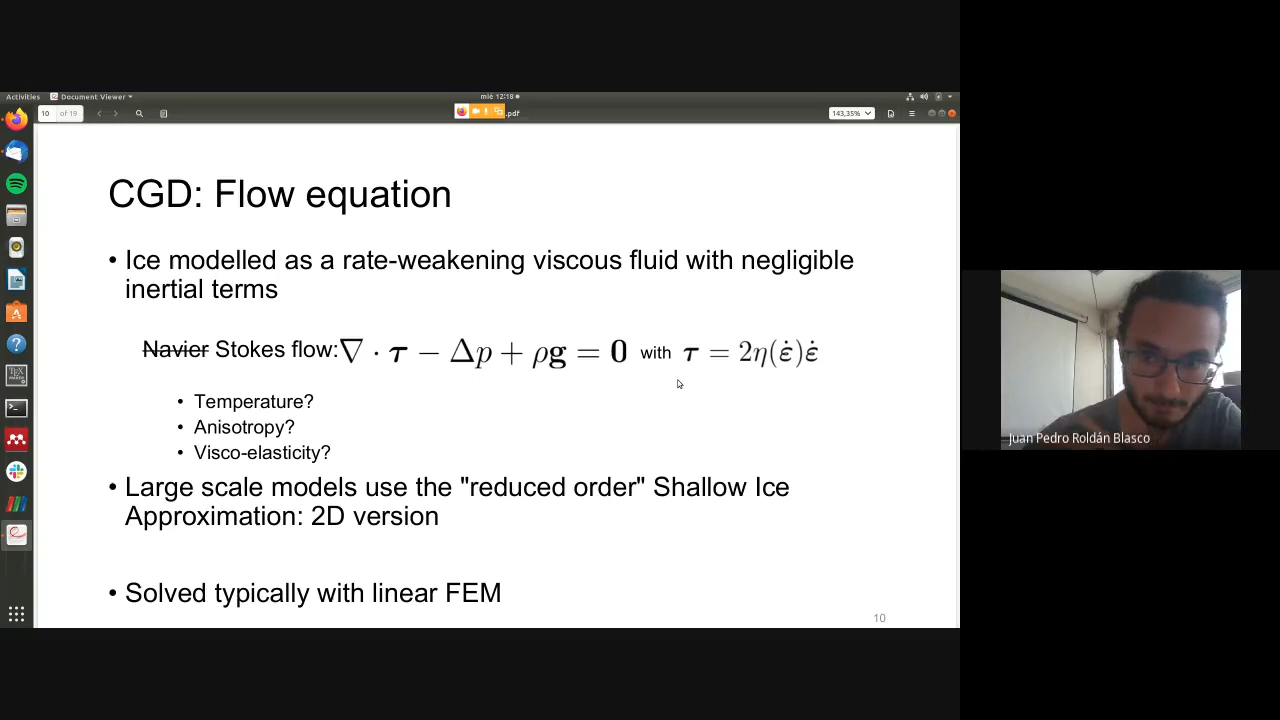 Activities Document Viewer mié 12:18
10 of 19 .pdf 143,35%
CGD: Flow equation
• Ice modelled as a rate-weakening viscous fluid with negligible
inertial terms
Navier Stokes flow: ∇ · τ − Δp + ρg = 0 with τ = 2η(ε̇)ε̇
• Temperature?
• Anisotropy?
• Visco-elasticity?
• Large scale models use the "reduced order" Shallow Ice
Approximation: 2D version
• Solved typically with linear FEM
10
Juan Pedro Roldán Blasco